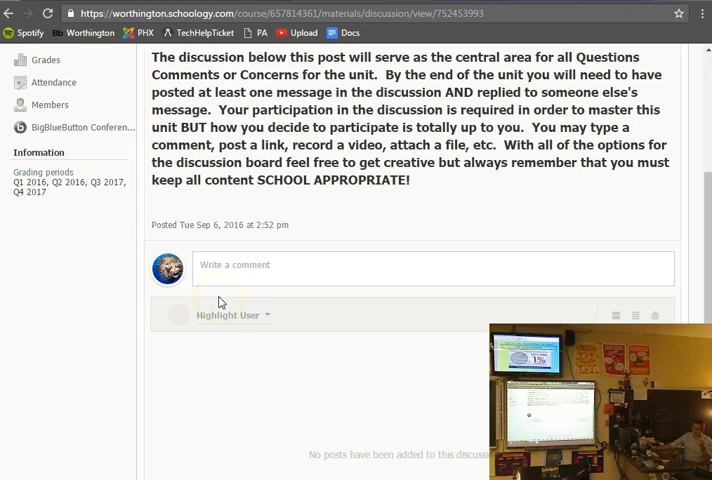 https://worthington.schoology.com/course/657814361/materials/discussion/view/752453993
Spotify Bb Worthington PHX TechHelpTicket PA Upload Docs
Grades
Attendance
Members
BigBlueButton Conferen...
Information
Grading periods
Q1 2016, Q2 2016, Q3 2017,
Q4 2017
The discussion below this post will serve as the central area for all Questions
Comments or Concerns for the unit. By the end of the unit you will need to have
posted at least one message in the discussion AND replied to someone else's
message. Your participation in the discussion is required in order to master this
unit BUT how you decide to participate is totally up to you. You may type a
comment, post a link, record a video, attach a file, etc. With all of the options for
the discussion board feel free to get creative but always remember that you must
keep all content SCHOOL APPROPRIATE!
Posted Tue Sep 6, 2016 at 2:52 pm
Write a comment
Highlight User
No posts have been added to this discussi
1%